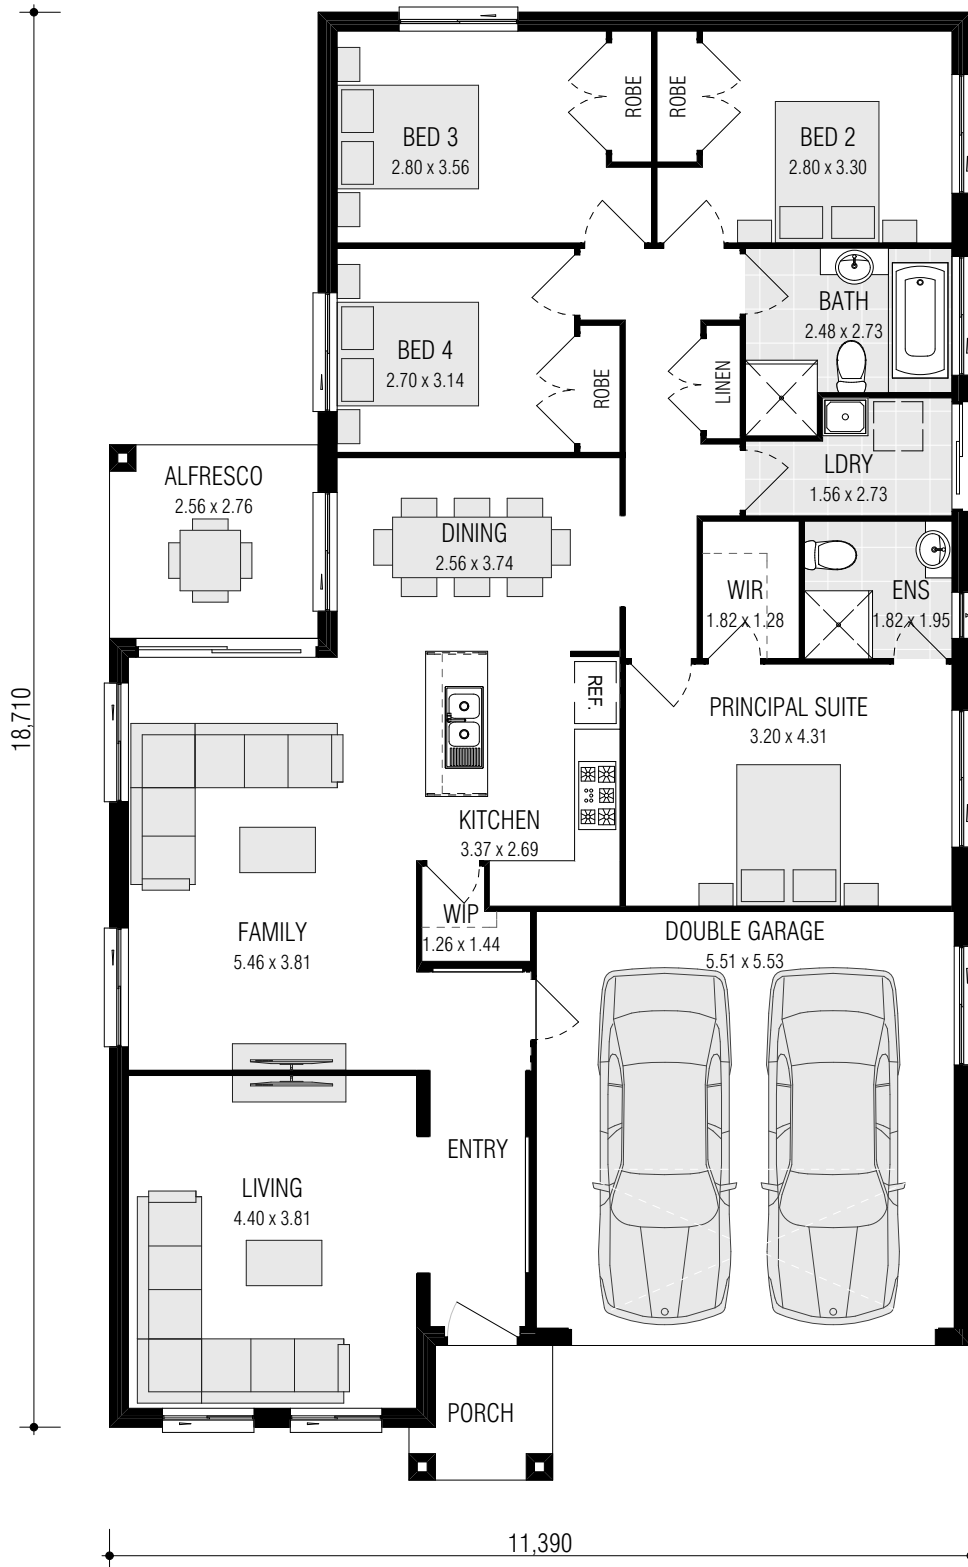 BED 3
2.80 x 3.56
ROBE
ROBE
BED 2
2.80 x 3.30
BATH
2.48 x 2.73
BED 4
2.70 x 3.14
ROBE
LINEN
LDRY
1.56 x 2.73
ALFRESCO
2.56 x 2.76
DINING
2.56 x 3.74
WIR
1.82 x 1.28
ENS
1.82 x 1.95
REF.
PRINCIPAL SUITE
3.20 x 4.31
18,710
KITCHEN
3.37 x 2.69
WIP
1.26 x 1.44
FAMILY
5.46 x 3.81
DOUBLE GARAGE
5.51 x 5.53
ENTRY
LIVING
4.40 x 3.81
PORCH
11,390